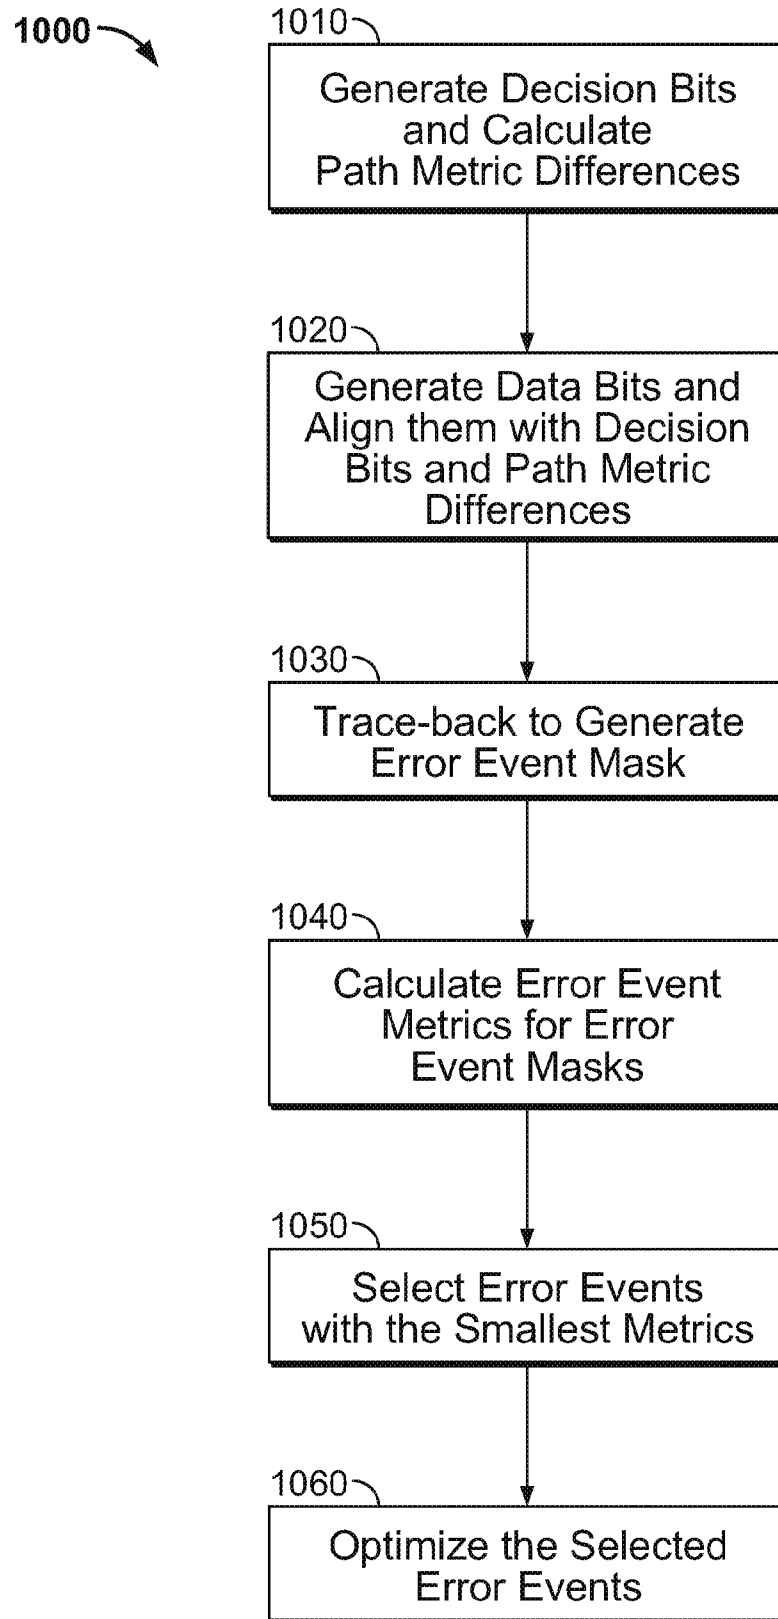 1000
1010
Generate Decision Bits
and Calculate
Path Metric Differences
1020
Generate Data Bits and
Align them with Decision
Bits and Path Metric
Differences
1030
Trace-back to Generate
Error Event Mask
1040
Calculate Error Event
Metrics for Error
Event Masks
1050
Select Error Events
with the Smallest Metrics
1060
Optimize the Selected
Error Events